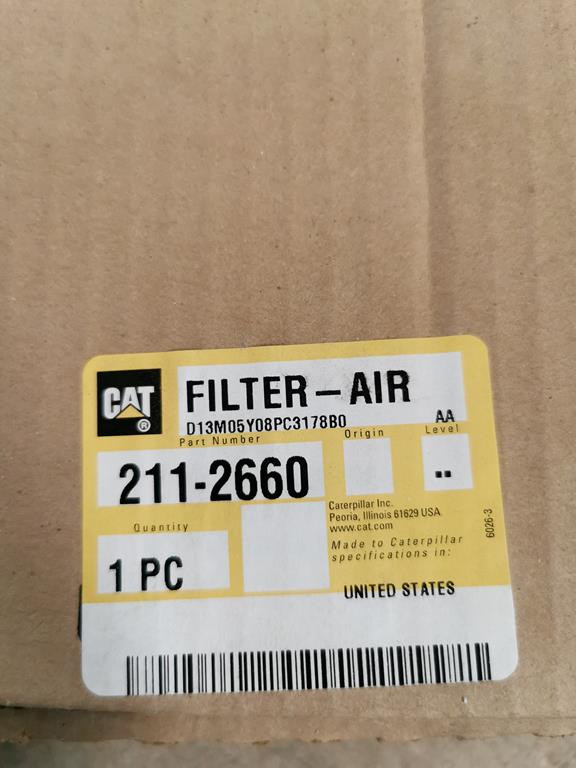 CAT®
FILTER - AIR
D13M05Y08PC3178B0
AA
Part Number
Origin
Level
211-2660
..
Quantity
1 PC
Caterpillar Inc.
Peoria, Illinois 61629 USA
www.cat.com
Made to Caterpillar
specifications in:
UNITED STATES
6026-3